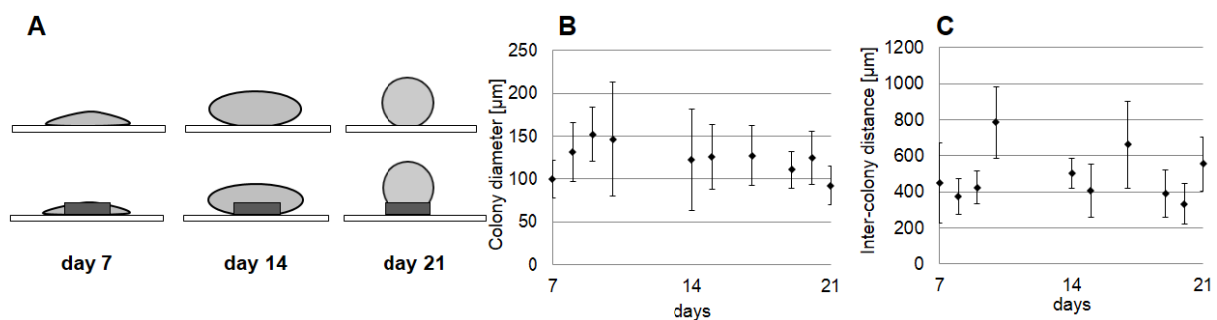 A
day 7 day 14 day 21
B
Colony diameter [µm]
250
200
150
100
50
0
7 14 21
days
C
Inter-colony distance [µm]
1200
1000
800
600
400
200
0
7 14 21
days